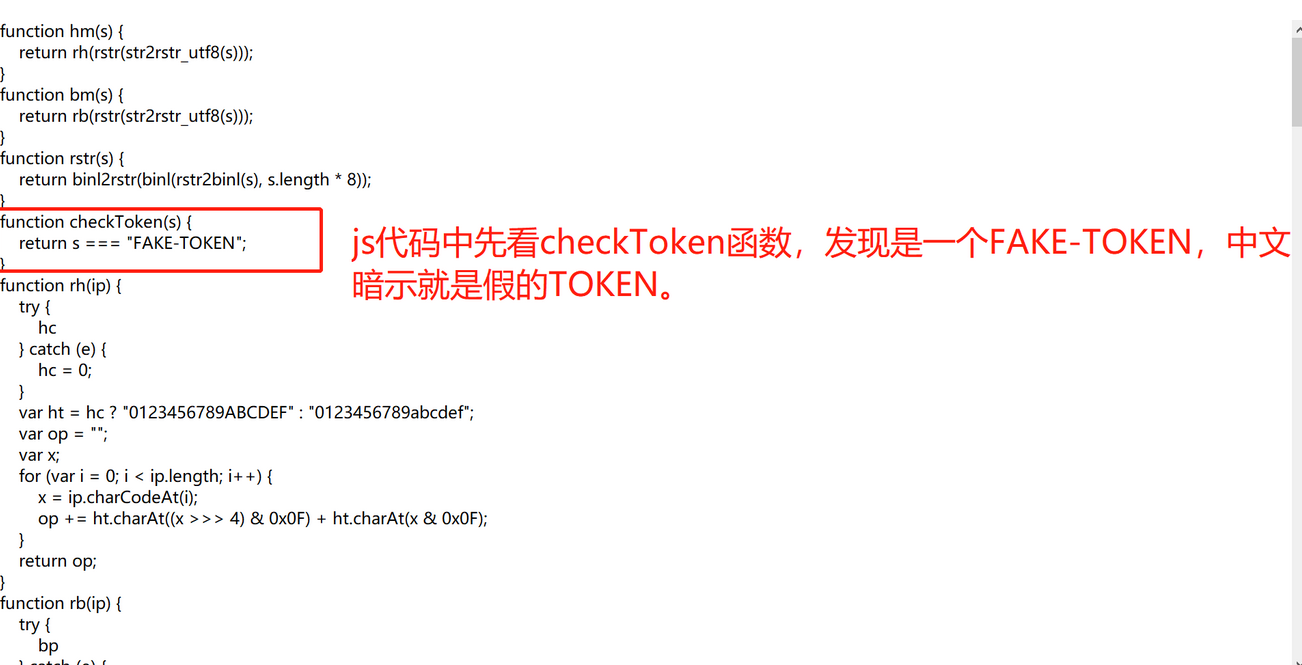 function hm(s) {
return rh(rstr(str2rstr_utf8(s)));
}
function bm(s) {
return rb(rstr(str2rstr_utf8(s)));
}
function rstr(s) {
return binl2rstr(binl(rstr2binl(s), s.length * 8));
}
function checkToken(s) {
return s === "FAKE-TOKEN";
}
js代码中先看checkToken函数，发现是一个FAKE-TOKEN，中文
暗示就是假的TOKEN。
function rh(ip) {
try {
hc
} catch (e) {
hc = 0;
}
var ht = hc ? "0123456789ABCDEF" : "0123456789abcdef";
var op = "";
var x;
for (var i = 0; i < ip.length; i++) {
x = ip.charCodeAt(i);
op += ht.charAt((x >>> 4) & 0x0F) + ht.charAt(x & 0x0F);
}
return op;
}
function rb(ip) {
try {
bp
} catch (e) {